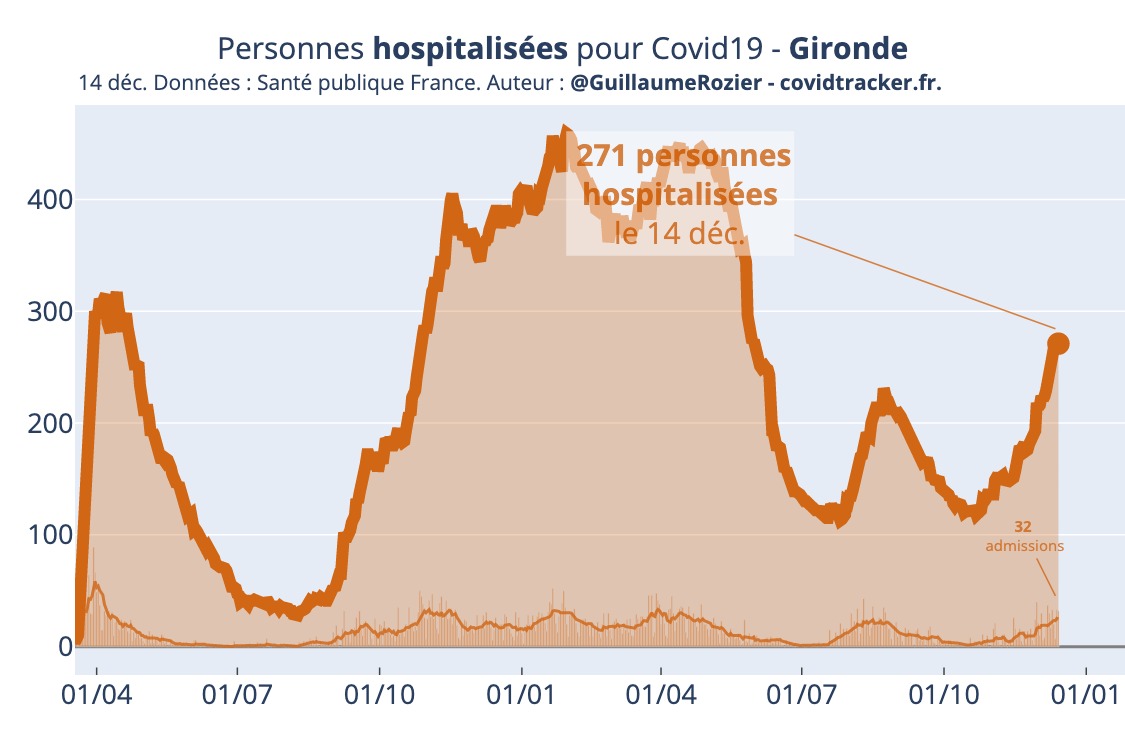 Personnes hospitalisées pour Covid19 - Gironde
14 déc. Données : Santé publique France. Auteur : @GuillaumeRozier - covidtracker.fr.
271 personnes
hospitalisées
le 14 déc.
400
300
200
100
0
32
admissions
01/04 01/07 01/10 01/01 01/04 01/07 01/10 01/01